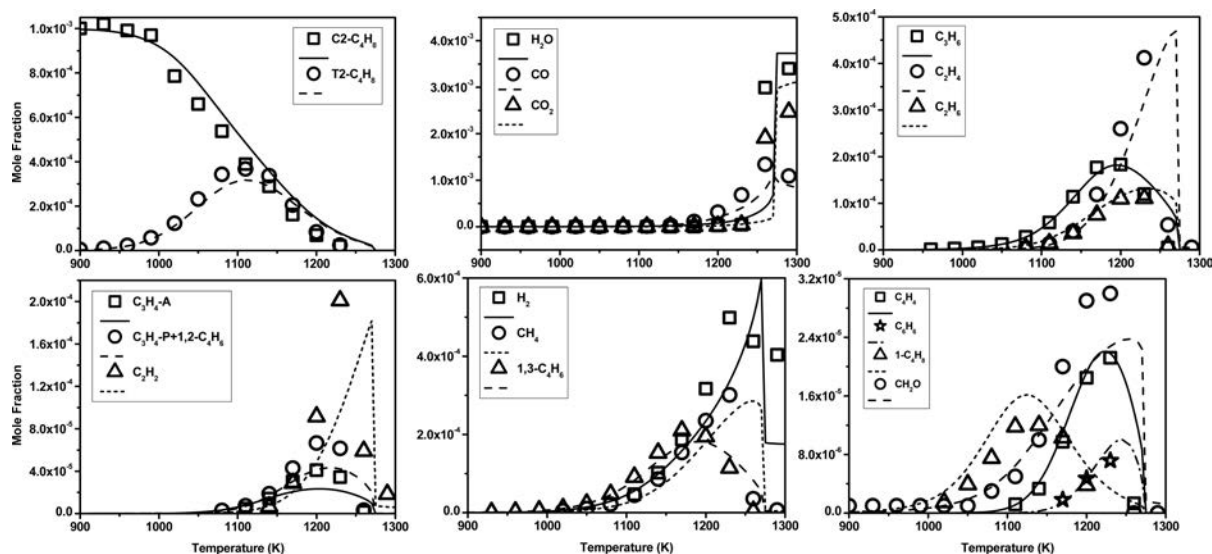 1.0x10⁻³
8.0x10⁻⁴
6.0x10⁻⁴
4.0x10⁻⁴
2.0x10⁻⁴
0.0
Mole Fraction
C2-C₄H₈
T2-C₄H₈
900 1000 1100 1200 1300
4.0x10⁻³
3.0x10⁻³
2.0x10⁻³
1.0x10⁻³
0.0
H₂O
CO
CO₂
900 1000 1100 1200 1300
5.0x10⁻⁴
4.0x10⁻⁴
3.0x10⁻⁴
2.0x10⁻⁴
1.0x10⁻⁴
0.0
C₃H₆
C₂H₄
C₂H₆
900 1000 1100 1200 1300
2.0x10⁻⁴
1.6x10⁻⁴
1.2x10⁻⁴
8.0x10⁻⁵
4.0x10⁻⁵
0.0
Mole Fraction
C₃H₄-A
C₃H₄-P+1,2-C₄H₆
C₂H₂
900 1000 1100 1200 1300
Temperature (K)
6.0x10⁻⁴
4.0x10⁻⁴
2.0x10⁻⁴
0.0
H₂
CH₄
1,3-C₄H₆
900 1000 1100 1200 1300
Temperature (K)
3.2x10⁻⁵
2.4x10⁻⁵
1.6x10⁻⁵
8.0x10⁻⁶
0.0
C₄H₄
C₆H₆
1-C₄H₈
CH₂O
900 1000 1100 1200 1300
Temperature (K)